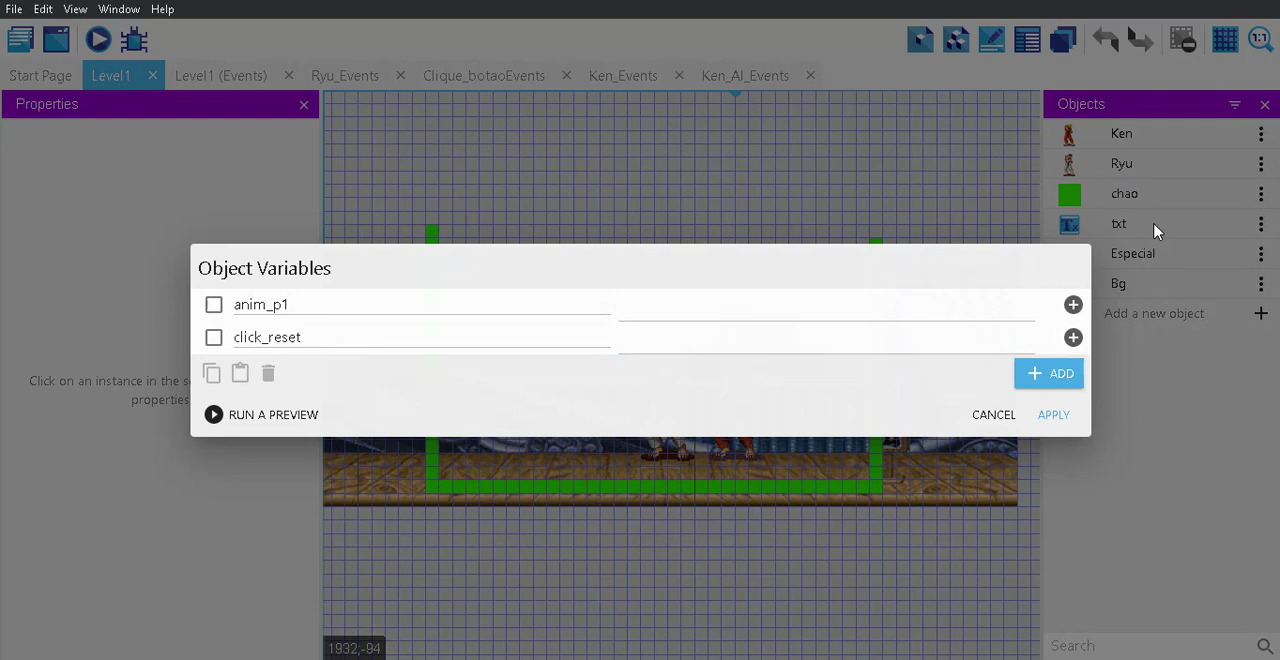 File Edit View Window Help
Start Page Level1 Level1 (Events) Ryu_Events Clique_botaoEvents Ken_Events Ken_AI_Events
Properties
Objects
Ken
Ryu
chao
txt
Especial
Bg
Add a new object
Object Variables
anim_p1
click_reset
ADD
RUN A PREVIEW
CANCEL APPLY
Click on an instance in the s
properties
1932;-94
Search
1:1